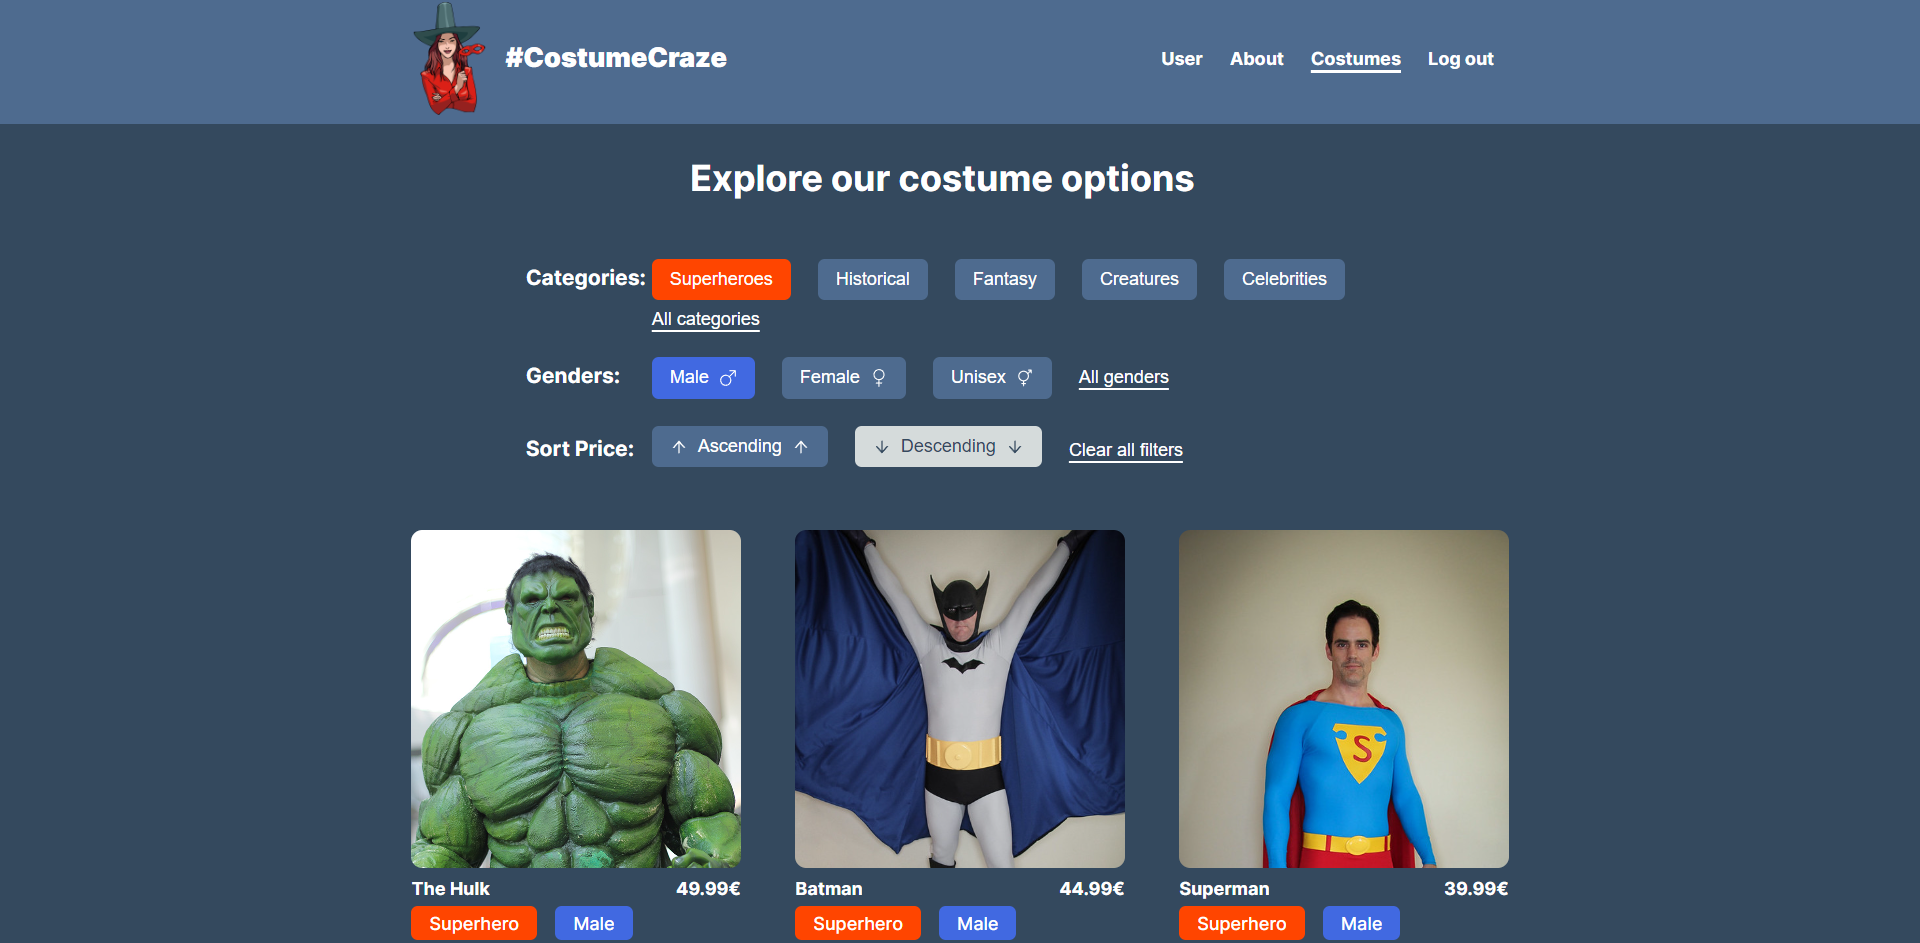 #CostumeCraze
User About Costumes Log out
Explore our costume options
Categories: Superheroes Historical Fantasy Creatures Celebrities
All categories
Genders: Male Female Unisex All genders
Sort Price: ↑ Ascending ↑ ↓ Descending ↓ Clear all filters
S
The Hulk 49.99€ Batman 44.99€ Superman 39.99€
Superhero Male Superhero Male Superhero Male